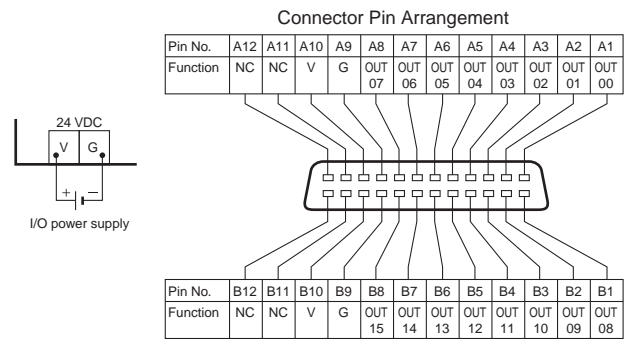 Connector Pin Arrangement
Pin No. A12 A11 A10 A9 A8 A7 A6 A5 A4 A3 A2 A1
Function NC NC V G OUT 07 OUT 06 OUT 05 OUT 04 OUT 03 OUT 02 OUT 01 OUT 00
24 VDC
V G
+ −
I/O power supply
Pin No. B12 B11 B10 B9 B8 B7 B6 B5 B4 B3 B2 B1
Function NC NC V G OUT 15 OUT 14 OUT 13 OUT 12 OUT 11 OUT 10 OUT 09 OUT 08